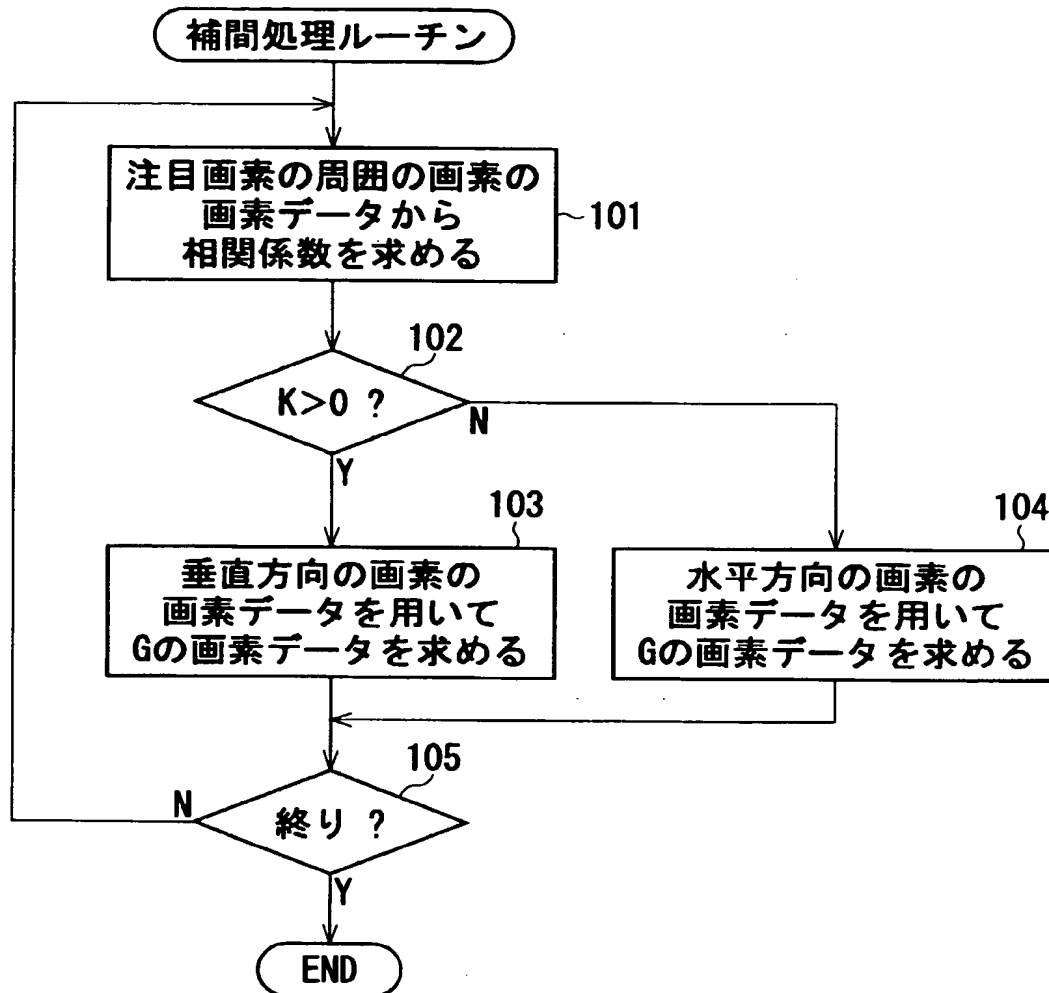 補間処理ルーチン
注目画素の周囲の画素の
画素データから
相関係数を求める
101
102
K>0 ?
N
Y
103
垂直方向の画素の
画素データを用いて
Gの画素データを求める
104
水平方向の画素の
画素データを用いて
Gの画素データを求める
105
N
終り ?
Y
END